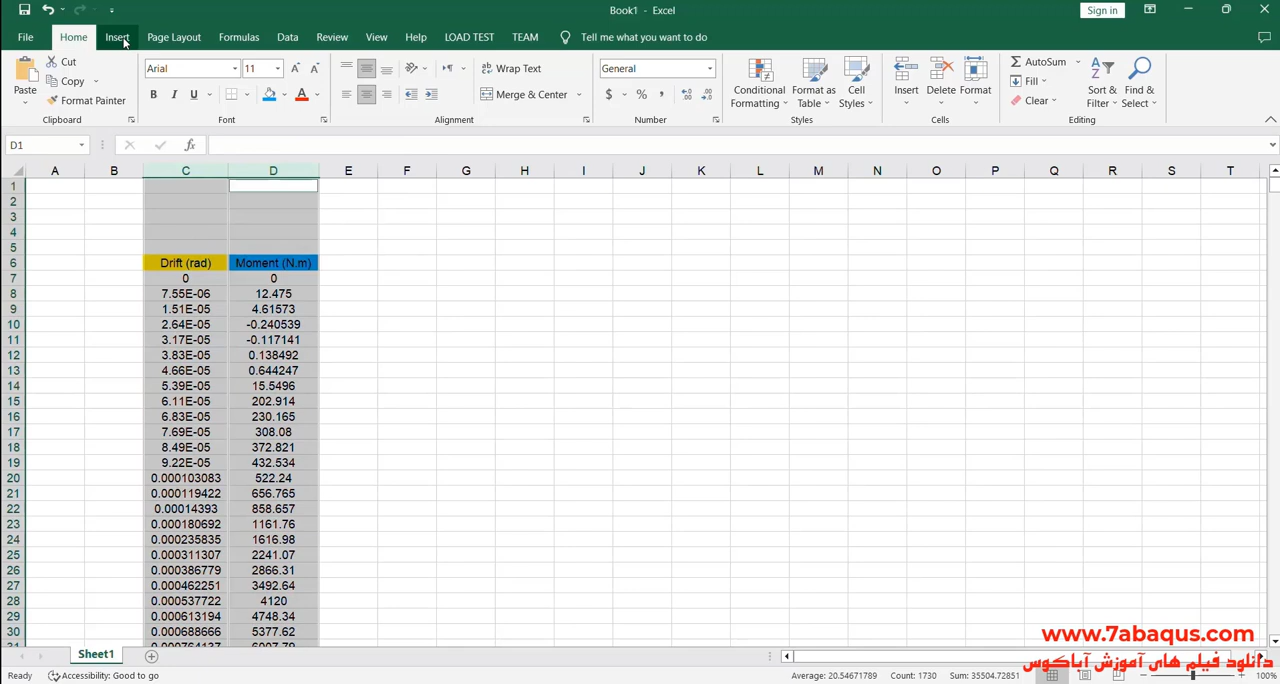 Book1 - Excel
Sign in
File Home Insert Page Layout Formulas Data Review View Help LOAD TEST TEAM Tell me what you want to do
Paste
Cut
Copy
Format Painter
Clipboard
Arial 11
B I U A
Font
Wrap Text
Merge & Center
Alignment
General
$ % ,
Number
Conditional Formatting
Format as Table
Cell Styles
Styles
Insert Delete Format
Cells
AutoSum
Fill
Clear
Sort & Filter
Find & Select
Editing
D1 fx
A B C D E F G H I J K L M N O P Q R S T
1
2
3
4
5
6 Drift (rad) Moment (N.m)
7 0 0
8 7.55E-06 12.475
9 1.51E-05 4.61573
10 2.64E-05 -0.240539
11 3.17E-05 -0.117141
12 3.83E-05 0.138492
13 4.66E-05 0.644247
14 5.39E-05 15.5496
15 6.11E-05 202.914
16 6.83E-05 230.165
17 7.69E-05 308.08
18 8.49E-05 372.821
19 9.22E-05 432.534
20 0.000103083 522.24
21 0.000119422 656.765
22 0.00014393 858.657
23 0.000180692 1161.76
24 0.000235835 1616.98
25 0.000311307 2241.07
26 0.000386779 2866.31
27 0.000462251 3492.64
28 0.000537722 4120
29 0.000613194 4748.34
30 0.000688666 5377.62
31 0.000764137 6007.79
www.7abaqus.com
دانلود فیلم های آموزش آباکوس
Sheet1
Ready Accessibility: Good to go Average: 20.54671789 Count: 1730 Sum: 35504.72851 100%